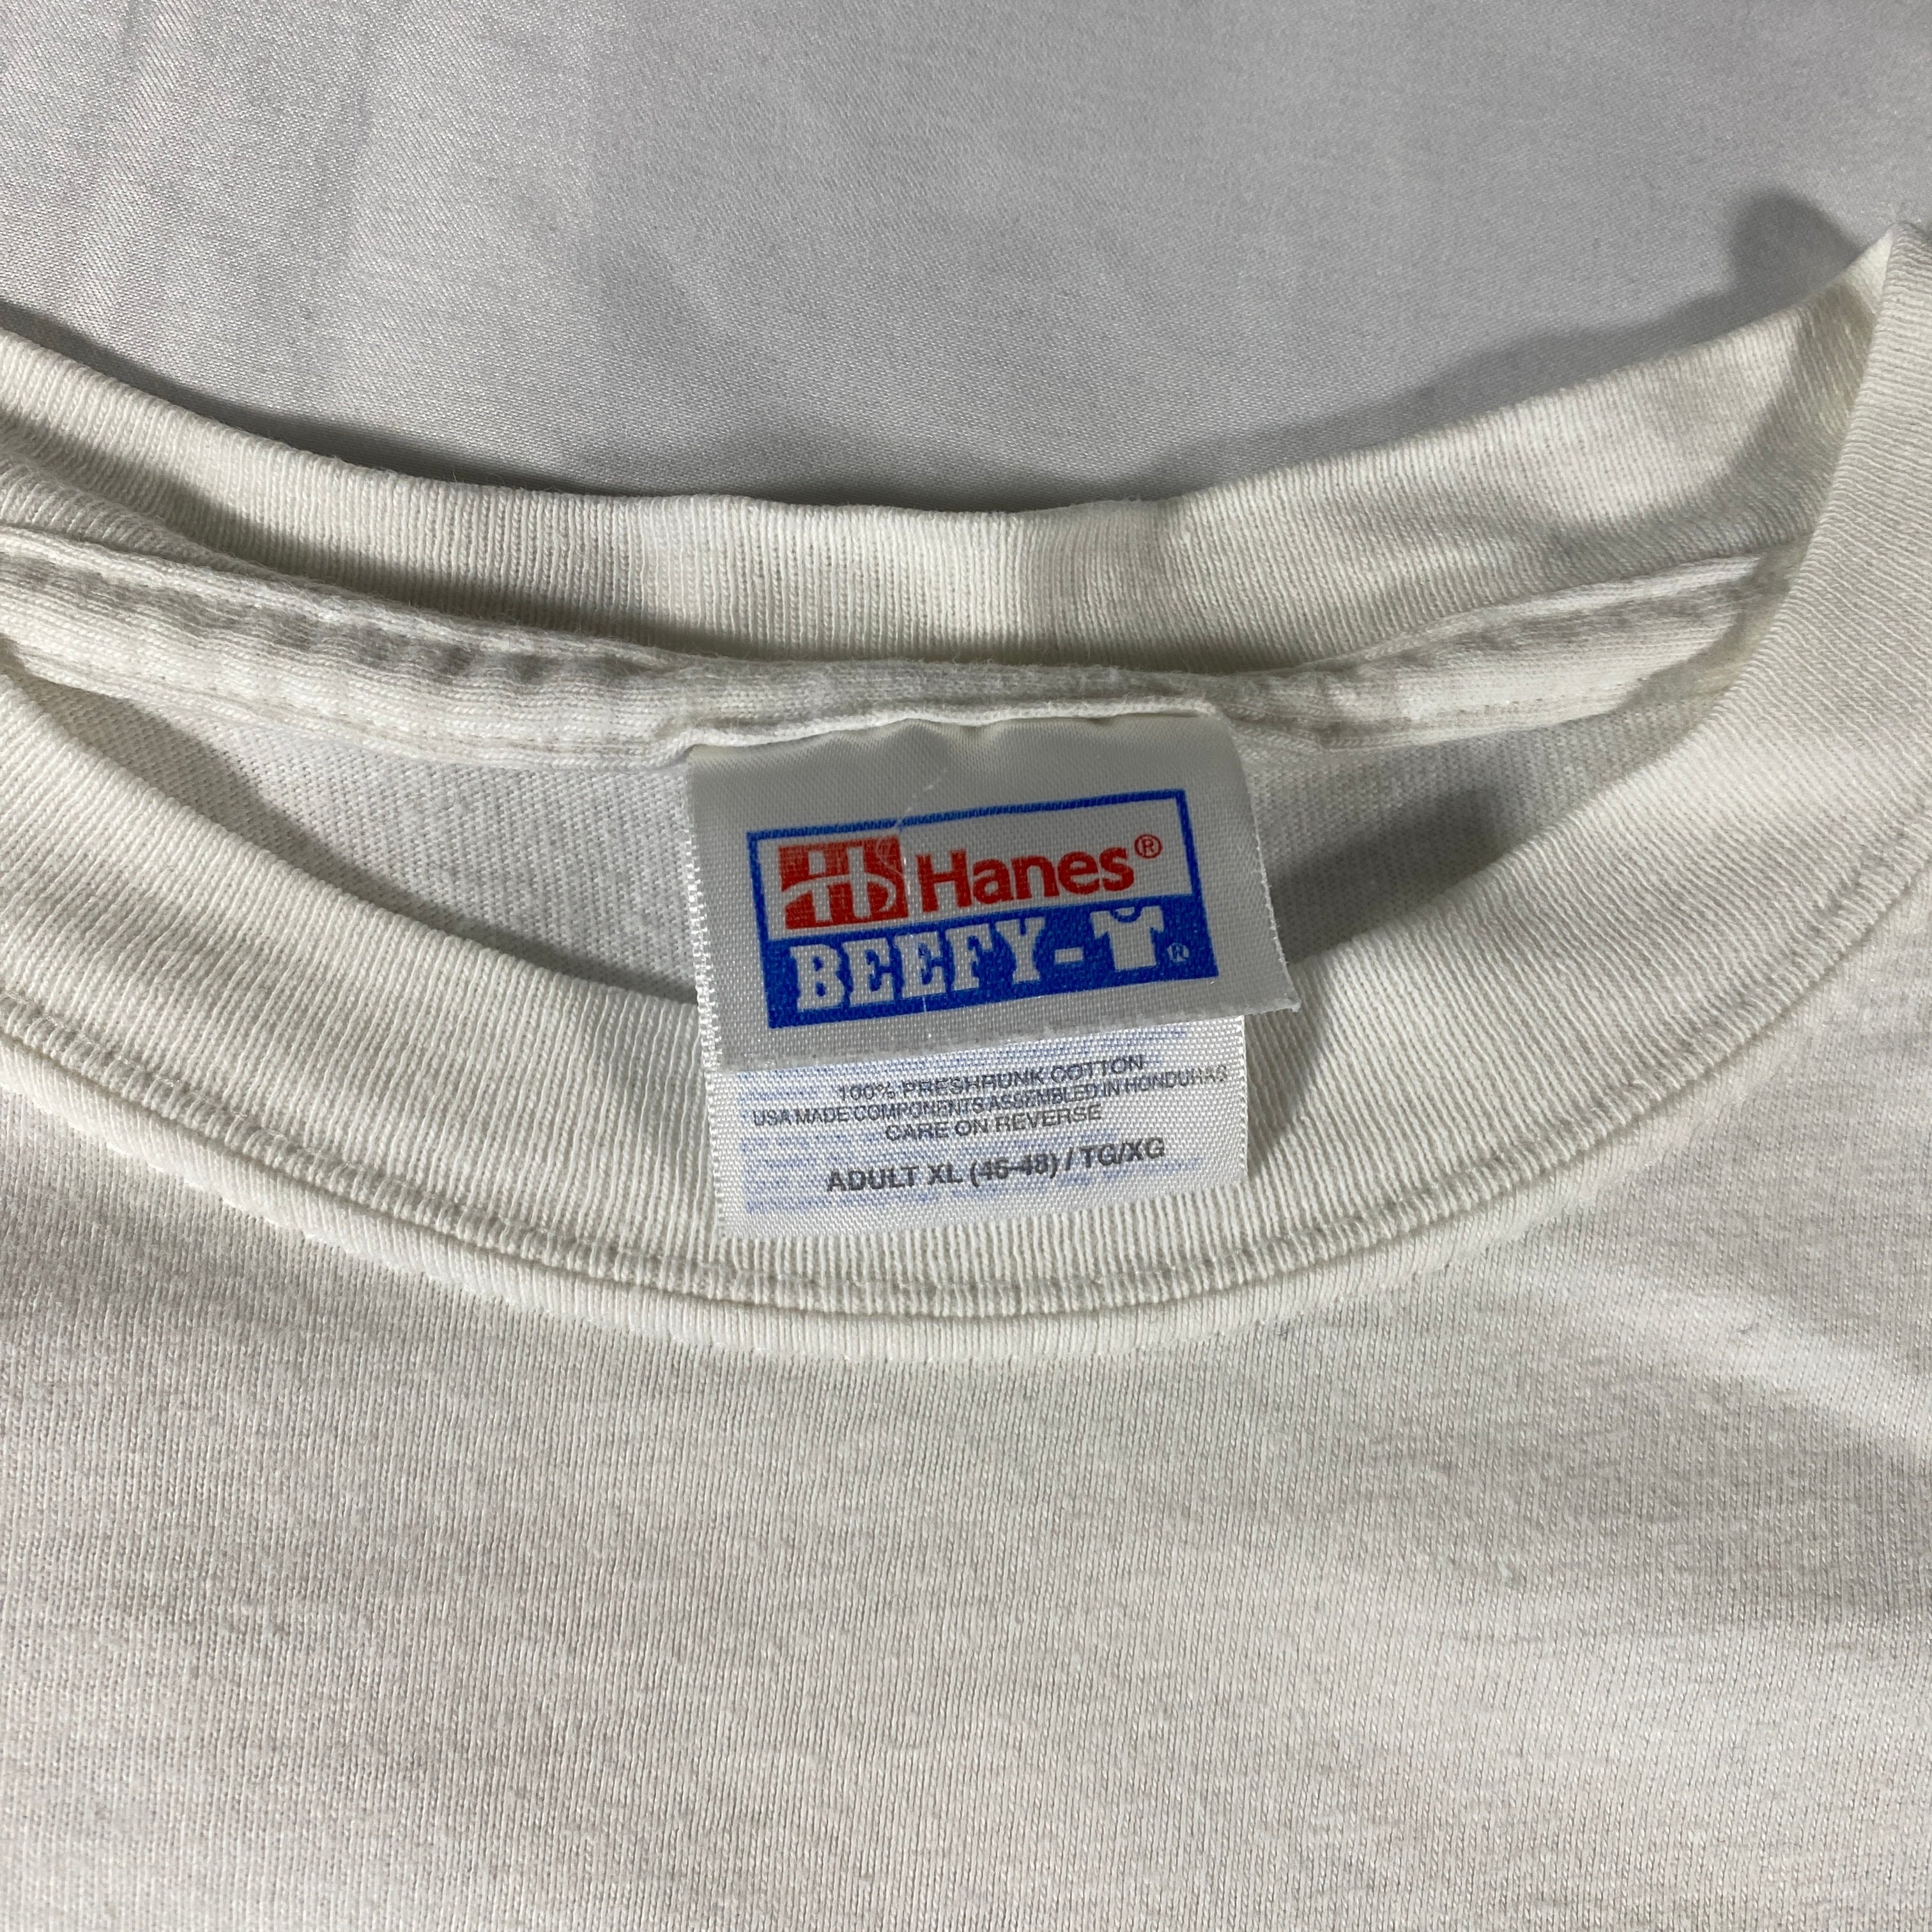 HS Hanes®
BEEFY-T®
100% PRESHRUNK COTTON
USA MADE COMPONENTS ASSEMBLED IN HONDURAS
CARE ON REVERSE
ADULT XL (46-48) / TG/XG